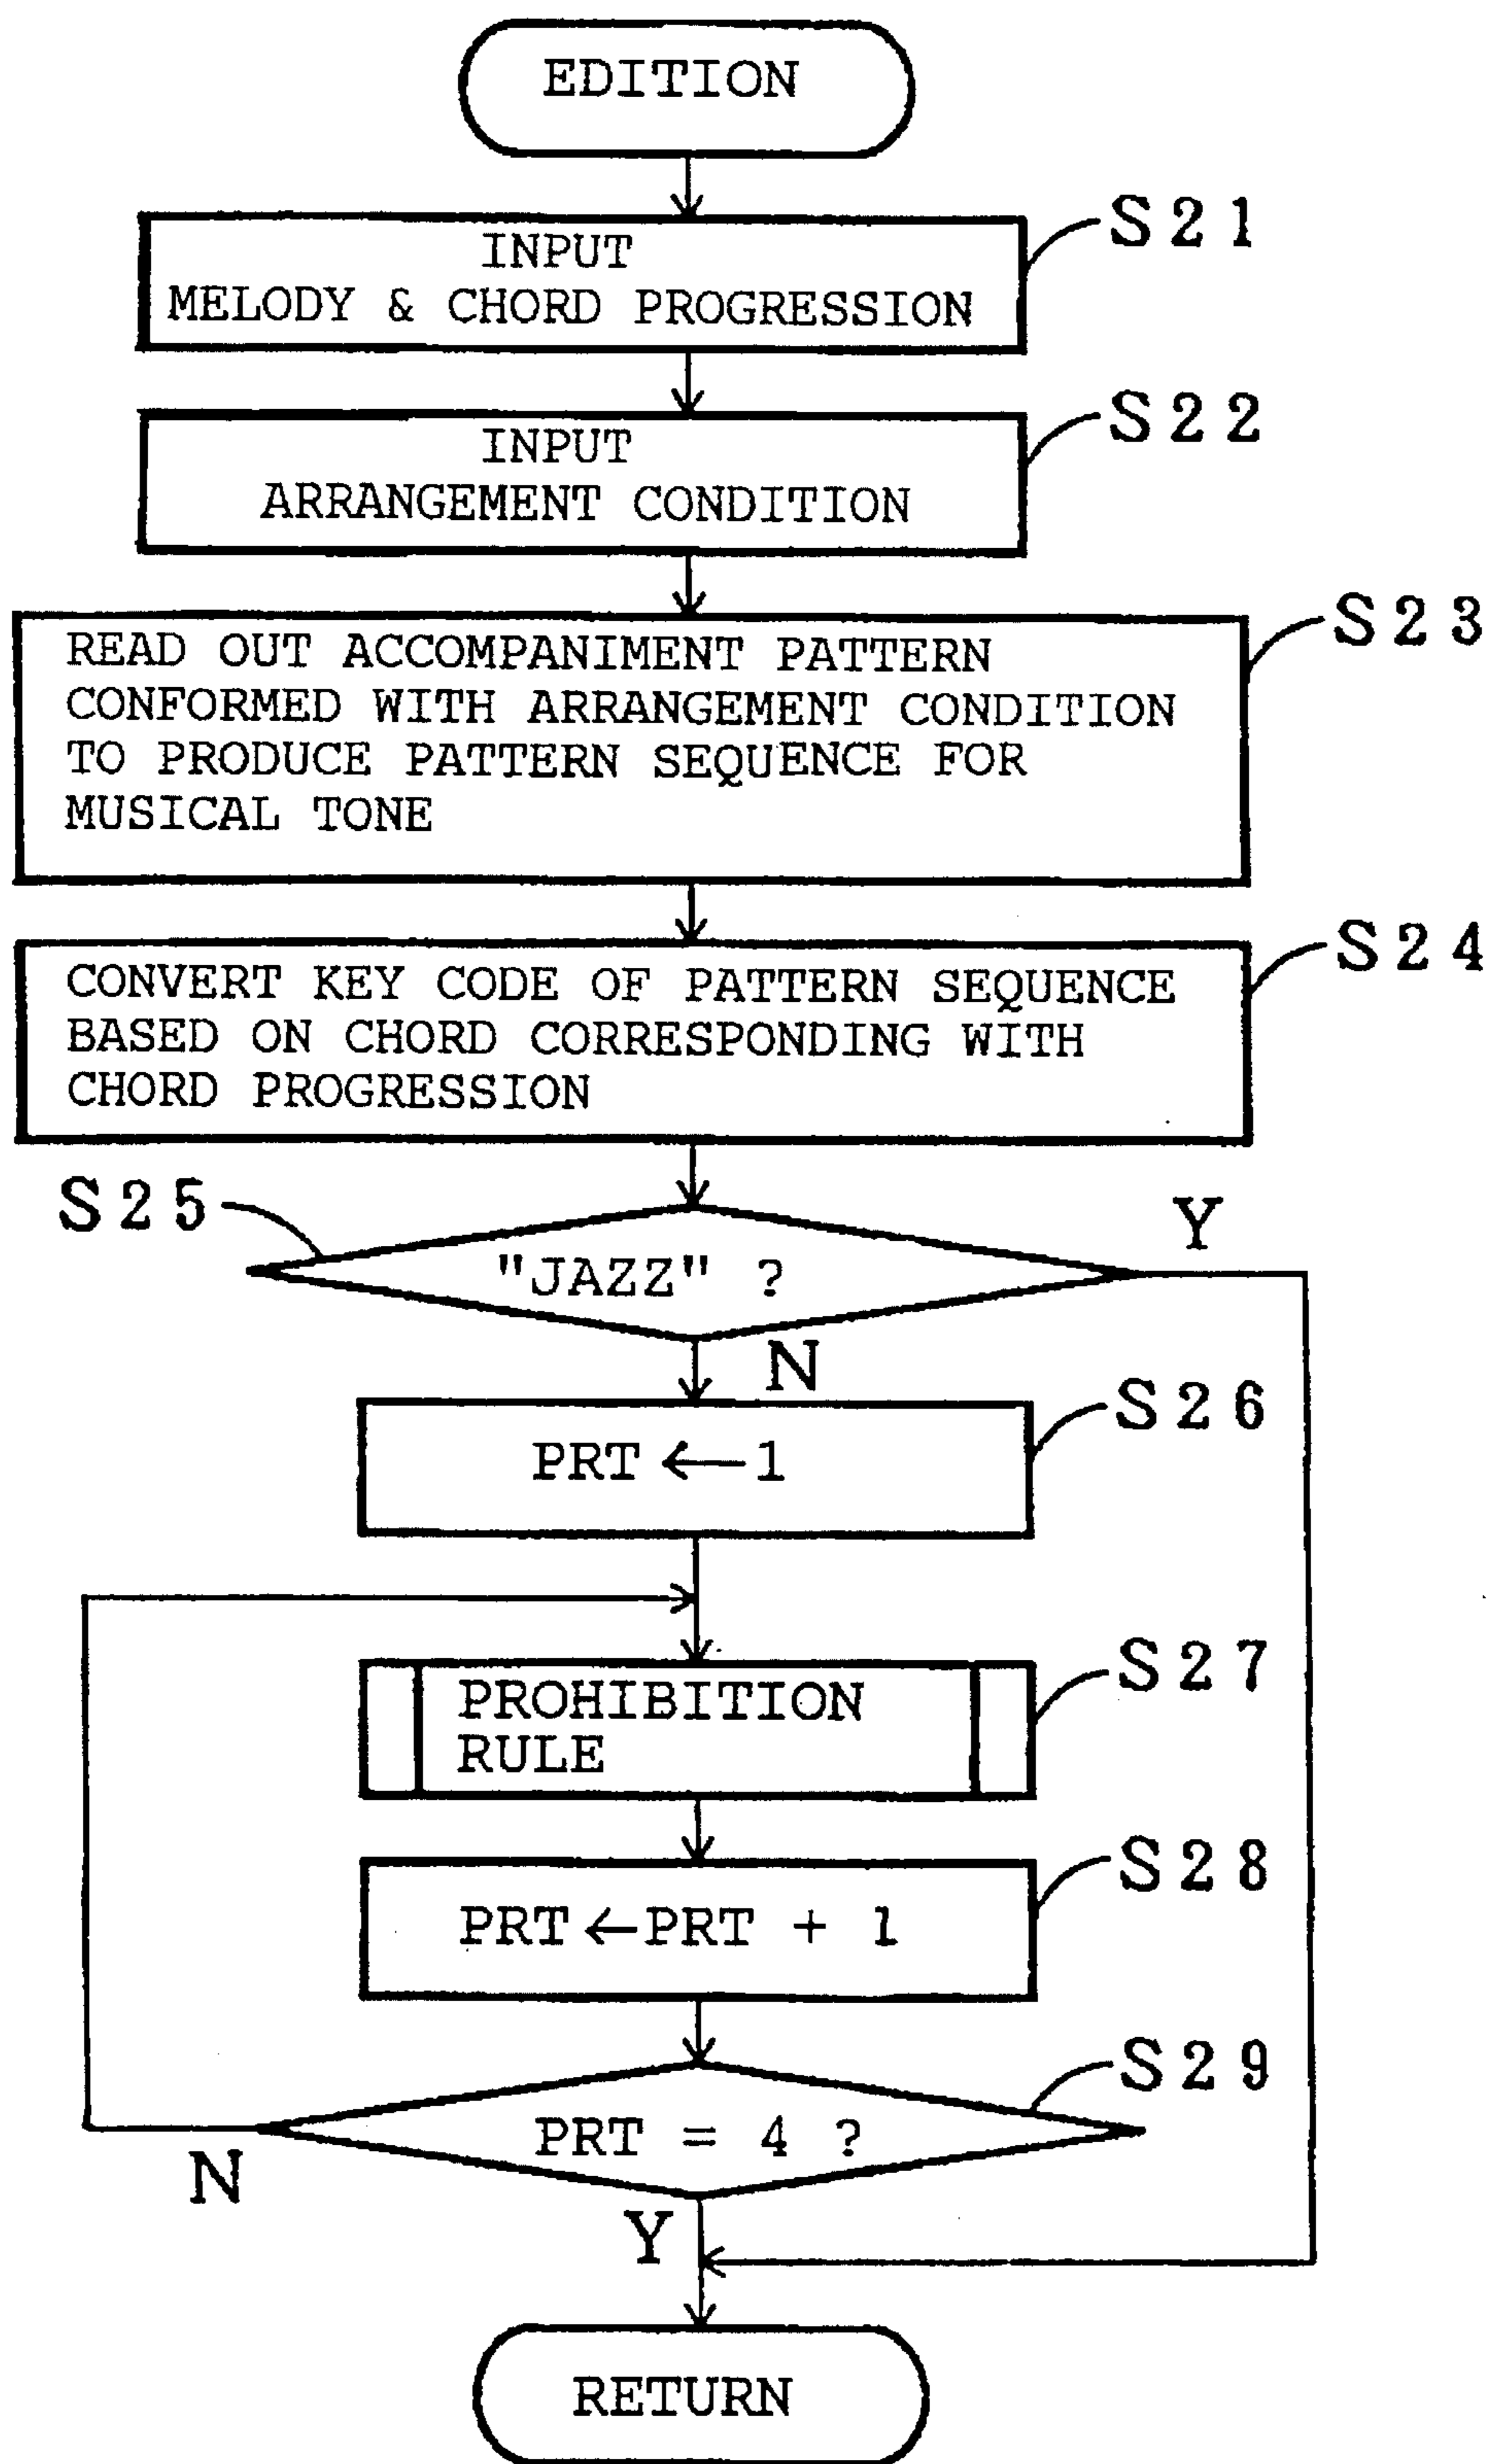 EDITION
S21
INPUT
MELODY & CHORD PROGRESSION
S22
INPUT
ARRANGEMENT CONDITION
S23
READ OUT ACCOMPANIMENT PATTERN
CONFORMED WITH ARRANGEMENT CONDITION
TO PRODUCE PATTERN SEQUENCE FOR
MUSICAL TONE
S24
CONVERT KEY CODE OF PATTERN SEQUENCE
BASED ON CHORD CORRESPONDING WITH
CHORD PROGRESSION
S25
Y
"JAZZ" ?
N
S26
PRT ← 1
S27
PROHIBITION
RULE
S28
PRT ← PRT + 1
S29
PRT = 4 ?
N
Y
RETURN